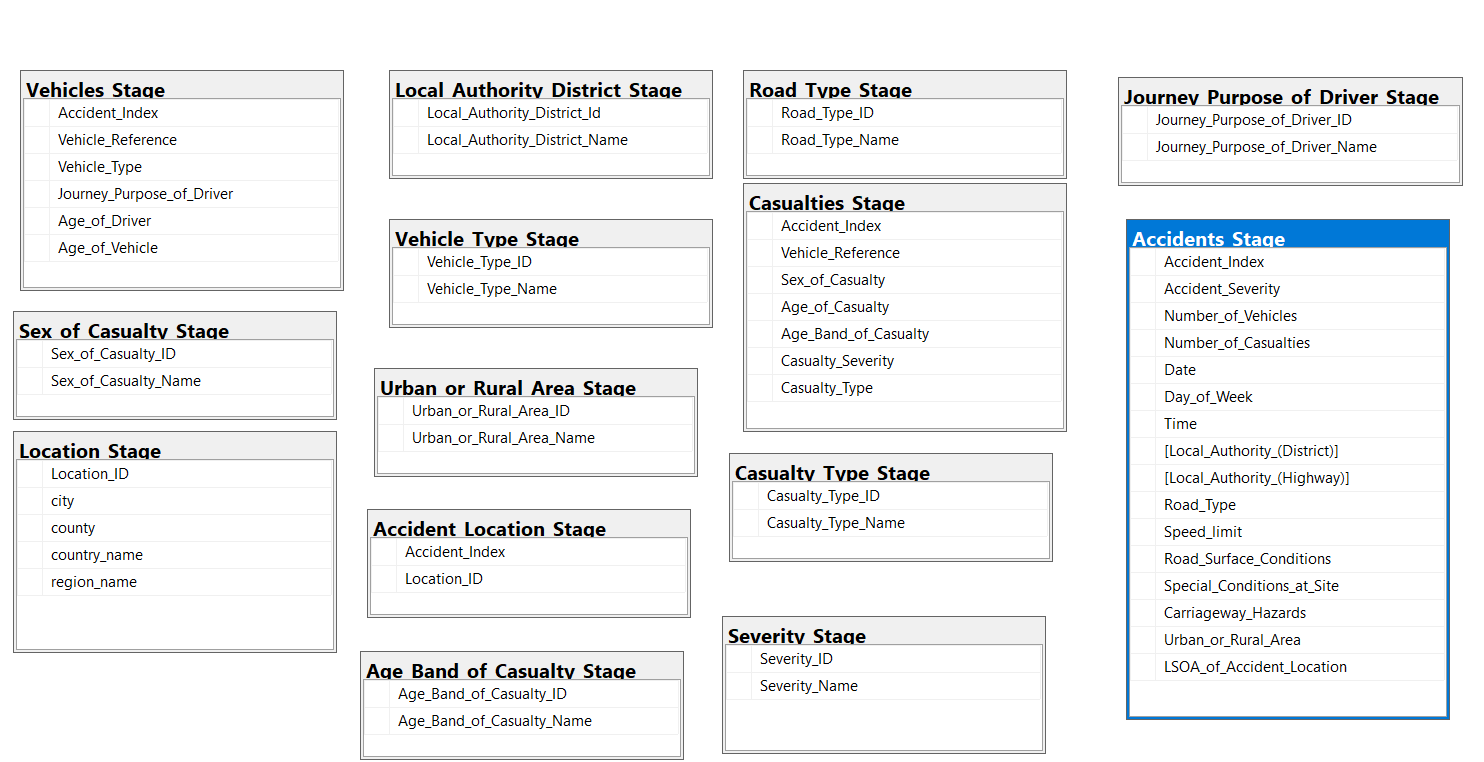 Vehicles Stage
Accident_Index
Vehicle_Reference
Vehicle_Type
Journey_Purpose_of_Driver
Age_of_Driver
Age_of_Vehicle
Sex of Casualty Stage
Sex_of_Casualty_ID
Sex_of_Casualty_Name
Location Stage
Location_ID
city
county
country_name
region_name
Local Authority District Stage
Local_Authority_District_Id
Local_Authority_District_Name
Vehicle Type Stage
Vehicle_Type_ID
Vehicle_Type_Name
Urban or Rural Area Stage
Urban_or_Rural_Area_ID
Urban_or_Rural_Area_Name
Accident Location Stage
Accident_Index
Location_ID
Age Band of Casualty Stage
Age_Band_of_Casualty_ID
Age_Band_of_Casualty_Name
Road Type Stage
Road_Type_ID
Road_Type_Name
Casualties Stage
Accident_Index
Vehicle_Reference
Sex_of_Casualty
Age_of_Casualty
Age_Band_of_Casualty
Casualty_Severity
Casualty_Type
Casualty Type Stage
Casualty_Type_ID
Casualty_Type_Name
Severity Stage
Severity_ID
Severity_Name
Journey Purpose of Driver Stage
Journey_Purpose_of_Driver_ID
Journey_Purpose_of_Driver_Name
Accidents Stage
Accident_Index
Accident_Severity
Number_of_Vehicles
Number_of_Casualties
Date
Day_of_Week
Time
[Local_Authority_(District)]
[Local_Authority_(Highway)]
Road_Type
Speed_limit
Road_Surface_Conditions
Special_Conditions_at_Site
Carriageway_Hazards
Urban_or_Rural_Area
LSOA_of_Accident_Location